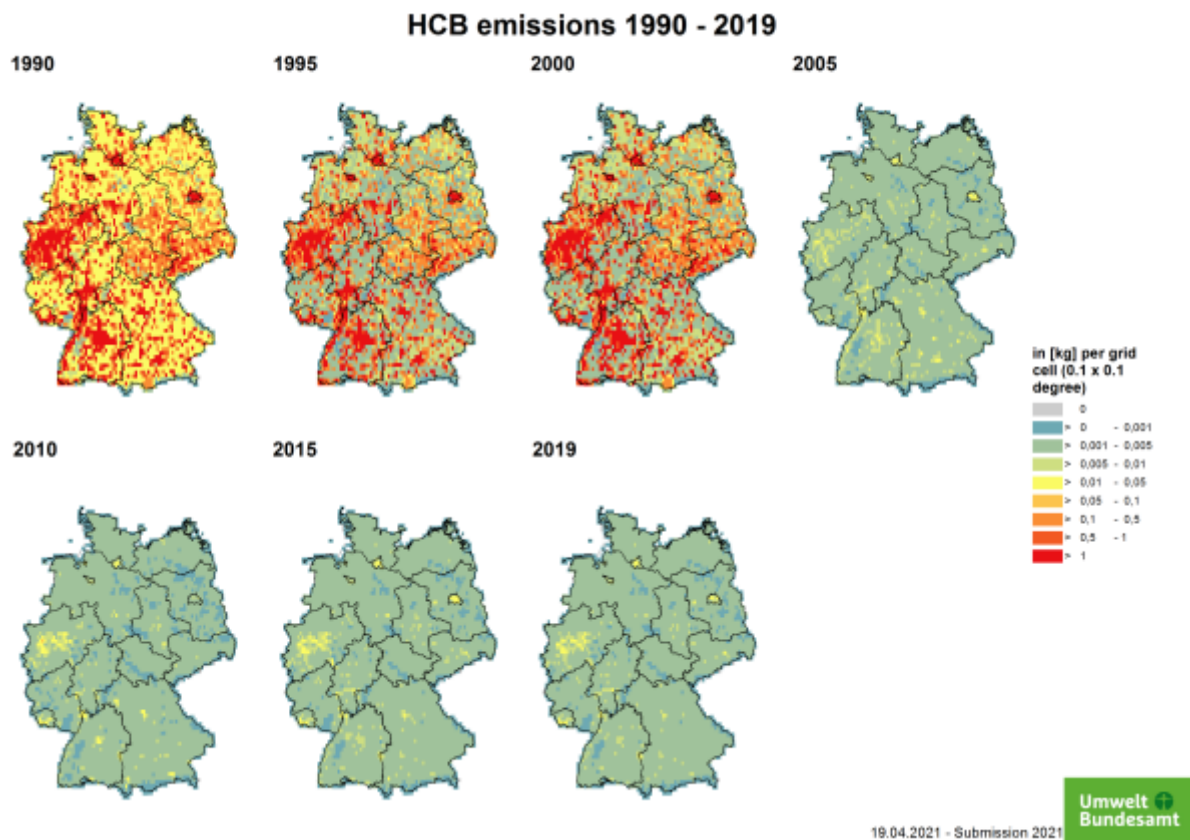 HCB emissions 1990 - 2019
1990
1995
2000
2005
in [kg] per grid
cell (0.1 x 0.1
degree)
0
> 0 - 0,001
> 0,001 - 0,005
> 0,005 - 0,01
> 0,01 - 0,05
> 0,05 - 0,1
> 0,1 - 0,5
> 0,5 - 1
> 1
2010
2015
2019
Umwelt
Bundesamt
19.04.2021 - Submission 2021